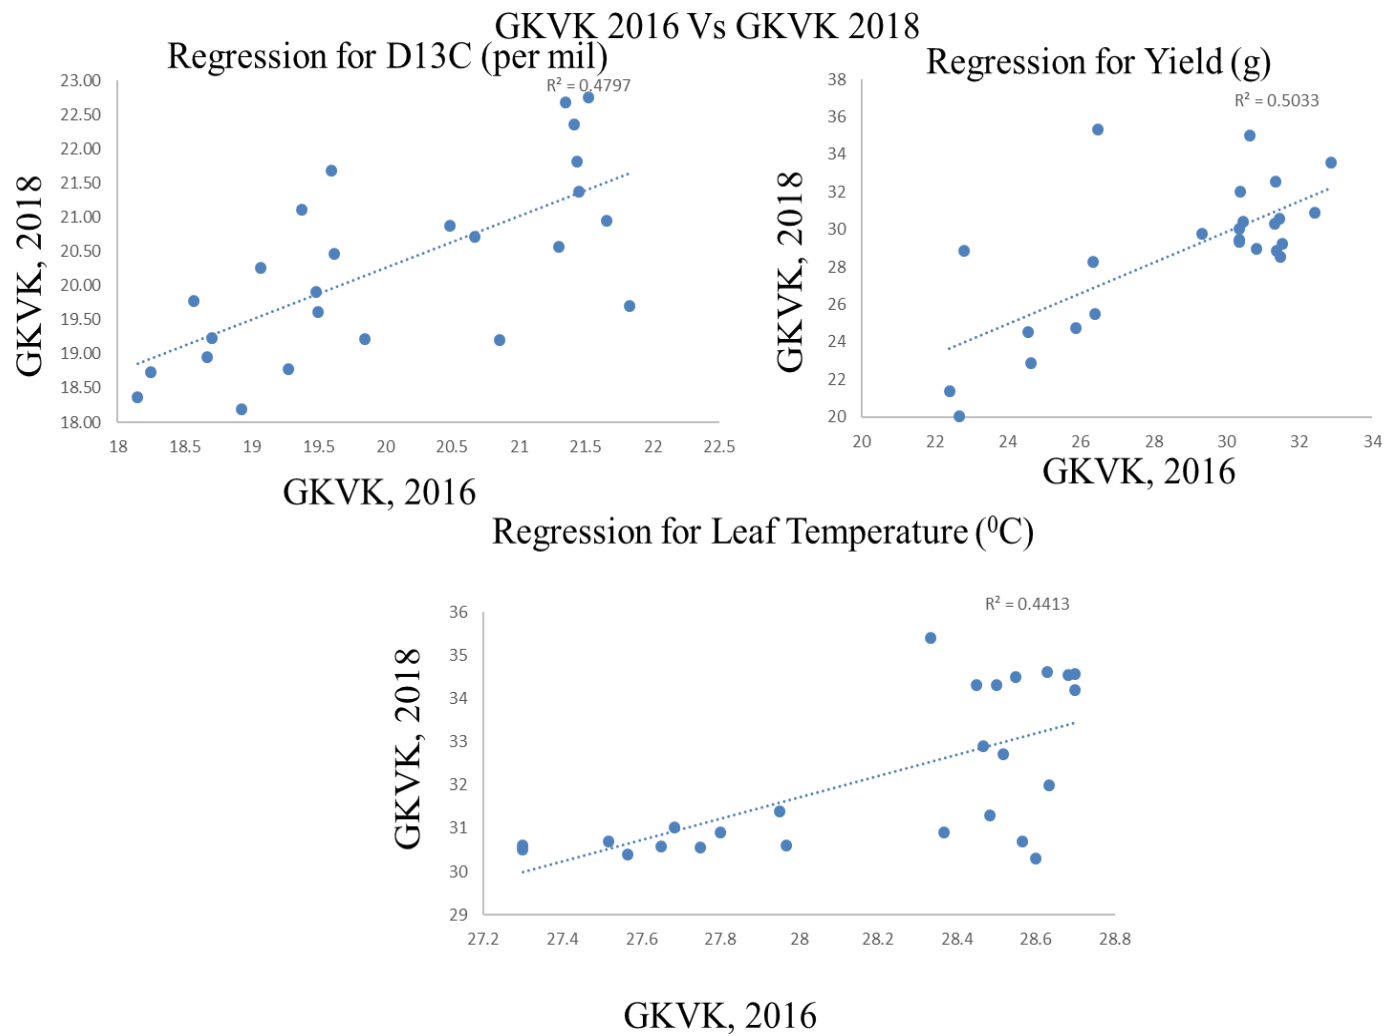 GKVK 2016 Vs GKVK 2018
Regression for D13C (per mil)
R² = 0.4797
23.00
22.50
22.00
21.50
21.00
20.50
20.00
19.50
19.00
18.50
18.00
GKVK, 2018
18 18.5 19 19.5 20 20.5 21 21.5 22 22.5
GKVK, 2016
Regression for Yield (g)
R² = 0.5033
38
36
34
32
30
28
26
24
22
20
GKVK, 2018
20 22 24 26 28 30 32 34
GKVK, 2016
Regression for Leaf Temperature (⁰C)
R² = 0.4413
36
35
34
33
32
31
30
29
GKVK, 2018
27.2 27.4 27.6 27.8 28 28.2 28.4 28.6 28.8
GKVK, 2016